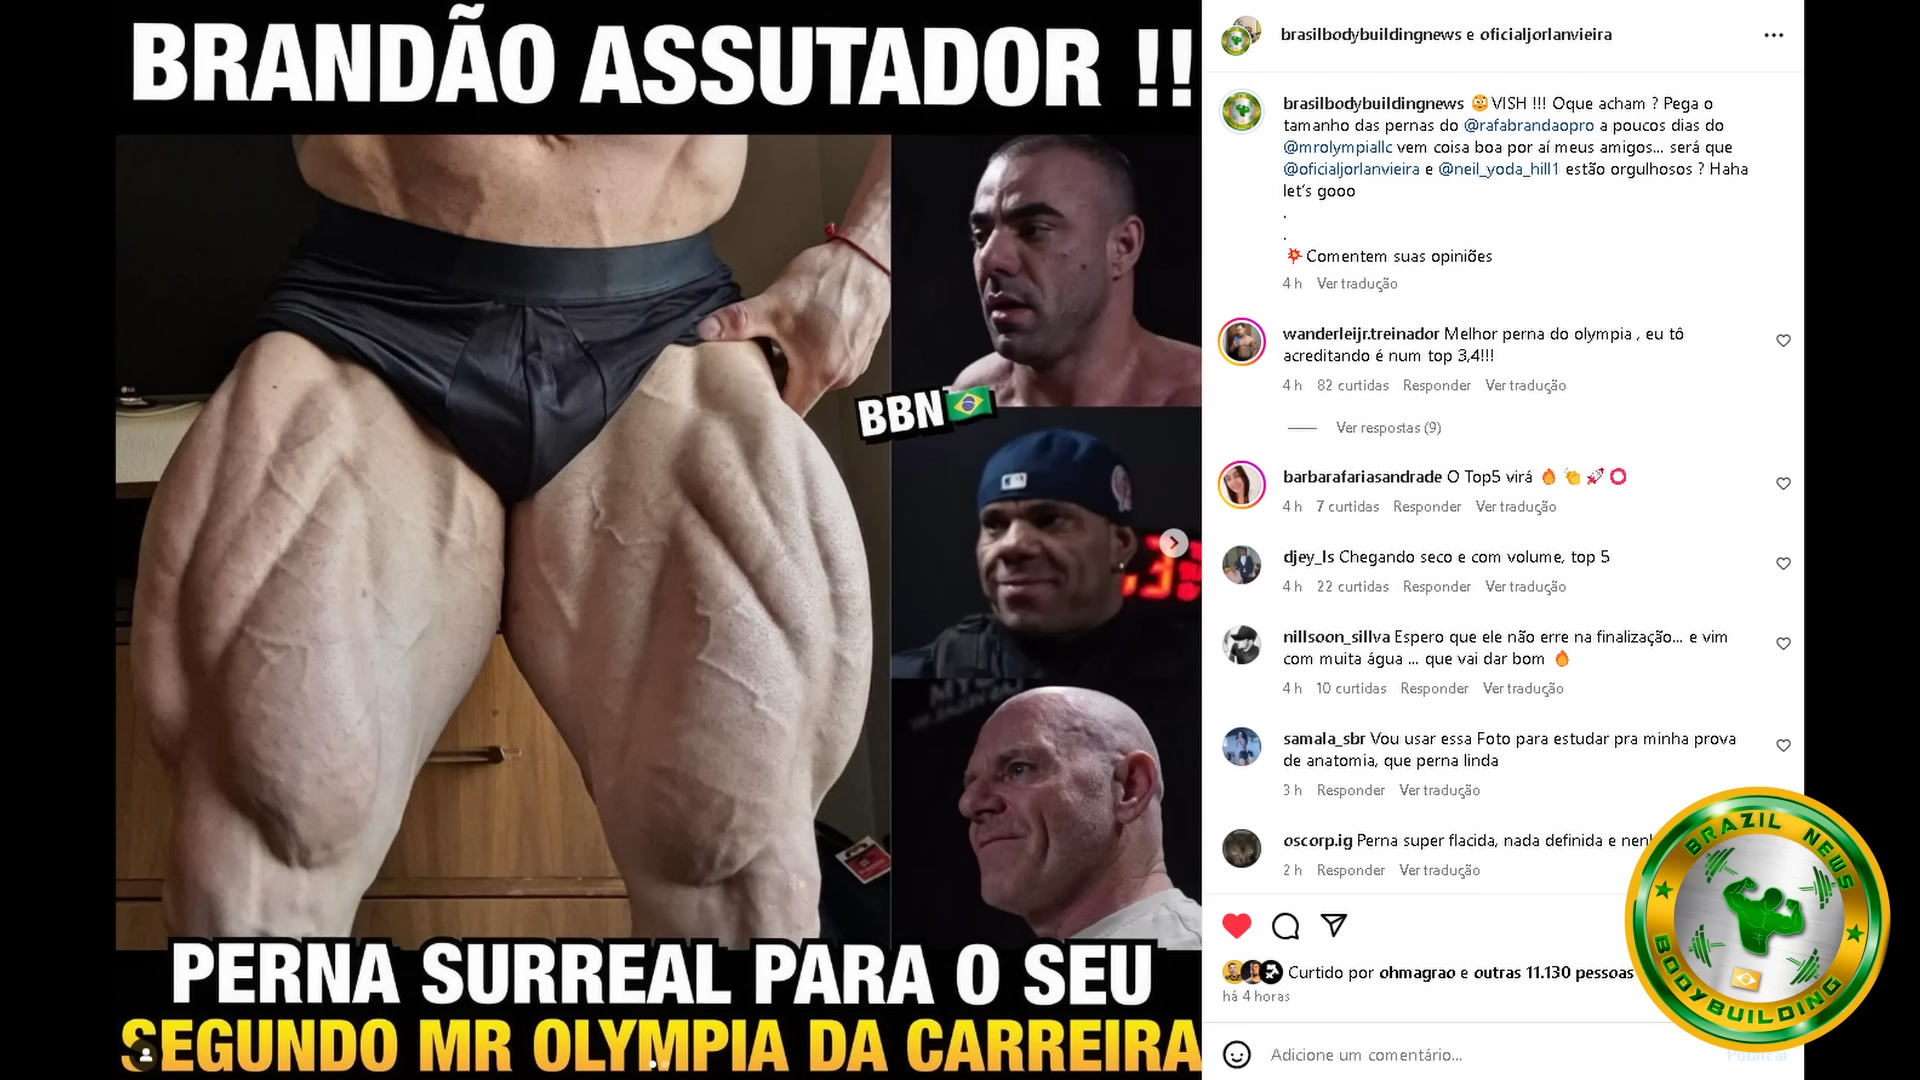 BRANDÃO ASSUTADOR !!
BBN
PERNA SURREAL PARA O SEU
SEGUNDO MR OLYMPIA DA CARREIRA
brasilbodybuildingnews e oficialjorlanvieira
brasilbodybuildingnews 😳VISH !!! Oque acham ? Pega o
tamanho das pernas do @rafabrandaopro a poucos dias do
@mrolympiallc vem coisa boa por aí meus amigos... será que
@oficialjorlanvieira e @neil_yoda_hill1 estão orgulhosos ? Haha
let's gooo
.
.
💥Comentem suas opiniões
4 h Ver tradução
wanderleijr.treinador Melhor perna do olympia , eu tô
acreditando é num top 3,4!!!
4 h 82 curtidas Responder Ver tradução
Ver respostas (9)
barbarafariasandrade O Top5 virá 🔥 👏 🚀 ⭕
4 h 7 curtidas Responder Ver tradução
djey_ls Chegando seco e com volume, top 5
4 h 22 curtidas Responder Ver tradução
nillsoon_sillva Espero que ele não erre na finalização... e vim
com muita água ... que vai dar bom 🔥
4 h 10 curtidas Responder Ver tradução
samala_sbr Vou usar essa Foto para estudar pra minha prova
de anatomia, que perna linda
3 h Responder Ver tradução
oscorp.ig Perna super flacida, nada definida e
2 h Responder Ver tradução
Curtido por ohmagrao e outras 11.130 pessoas
há 4 horas
Adicione um comentário...
Publicar
BRAZIL NEWS
BODYBUILDING